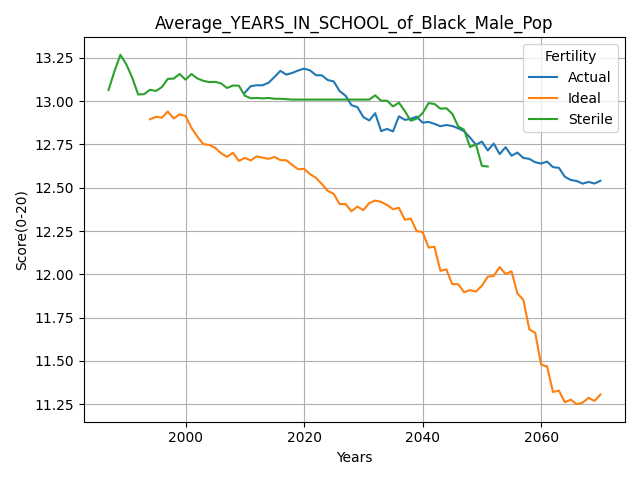 Average_YEARS_IN_SCHOOL_of_Black_Male_Pop
Fertility
Actual
Ideal
Sterile
Score(0-20)
13.25
13.00
12.75
12.50
12.25
12.00
11.75
11.50
11.25
2000
2020
2040
2060
Years